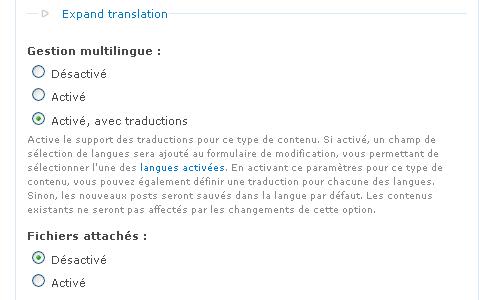 Expand translation
Gestion multilingue :
Désactivé
Activé
Activé, avec traductions
Active le support des traductions pour ce type de contenu. Si activé, un champ de
sélection de langues sera ajouté au formulaire de modification, vous permettant de
sélectionner l'une des langues activées. En activant ce paramètres pour ce type de
contenu, vous pouvez également définir une traduction pour chacune des langues.
Sinon, les nouveaux posts seront sauvés dans la langue par défaut. Les contenus
existants ne seront pas affectés par les changements de cette option.
Fichiers attachés :
Désactivé
Activé